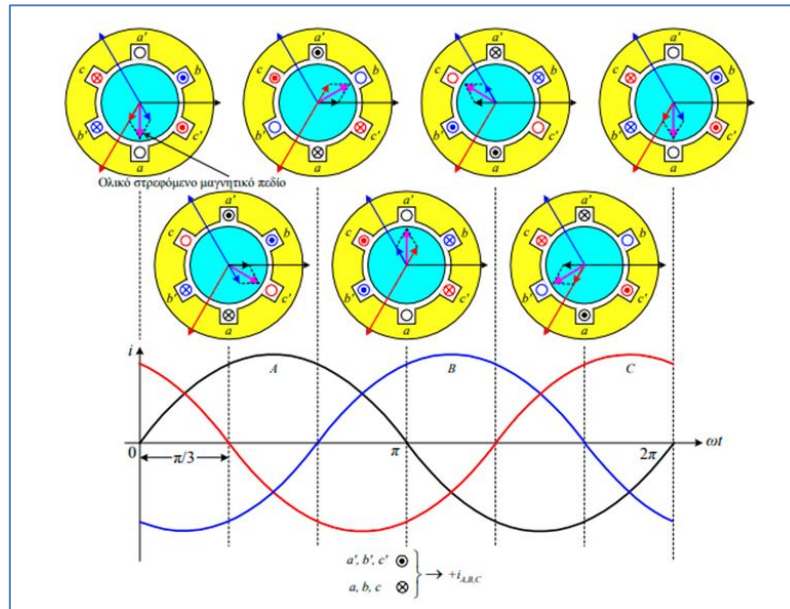 a' a' a' a'
c b c b c b c b
b' c' b' c' b' c' b' c'
a a a a
Ολικό στρεφόμενο μαγνητικό πεδίο
a' a' a'
c b c b c b
b' c' b' c' b' c'
a a a
i
A B C
0 π/3 π 2π ωt
a', b', c'
a, b, c
→ +i_{A,B,C}